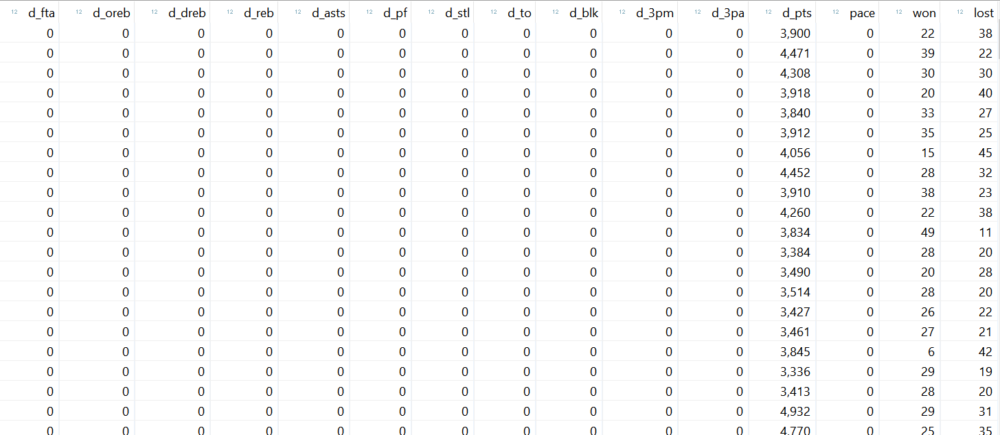 12 d_fta 12 d_oreb 12 d_dreb 12 d_reb 12 d_asts 12 d_pf 12 d_stl 12 d_to 12 d_blk 12 d_3pm 12 d_3pa 12 d_pts 12 pace 12 won 12 lost
0 0 0 0 0 0 0 0 0 0 0 3,900 0 22 38
0 0 0 0 0 0 0 0 0 0 0 4,471 0 39 22
0 0 0 0 0 0 0 0 0 0 0 4,308 0 30 30
0 0 0 0 0 0 0 0 0 0 0 3,918 0 20 40
0 0 0 0 0 0 0 0 0 0 0 3,840 0 33 27
0 0 0 0 0 0 0 0 0 0 0 3,912 0 35 25
0 0 0 0 0 0 0 0 0 0 0 4,056 0 15 45
0 0 0 0 0 0 0 0 0 0 0 4,452 0 28 32
0 0 0 0 0 0 0 0 0 0 0 3,910 0 38 23
0 0 0 0 0 0 0 0 0 0 0 4,260 0 22 38
0 0 0 0 0 0 0 0 0 0 0 3,834 0 49 11
0 0 0 0 0 0 0 0 0 0 0 3,384 0 28 20
0 0 0 0 0 0 0 0 0 0 0 3,490 0 20 28
0 0 0 0 0 0 0 0 0 0 0 3,514 0 28 20
0 0 0 0 0 0 0 0 0 0 0 3,427 0 26 22
0 0 0 0 0 0 0 0 0 0 0 3,461 0 27 21
0 0 0 0 0 0 0 0 0 0 0 3,845 0 6 42
0 0 0 0 0 0 0 0 0 0 0 3,336 0 29 19
0 0 0 0 0 0 0 0 0 0 0 3,413 0 28 20
0 0 0 0 0 0 0 0 0 0 0 4,932 0 29 31
0 0 0 0 0 0 0 0 0 0 0 4,770 0 25 35